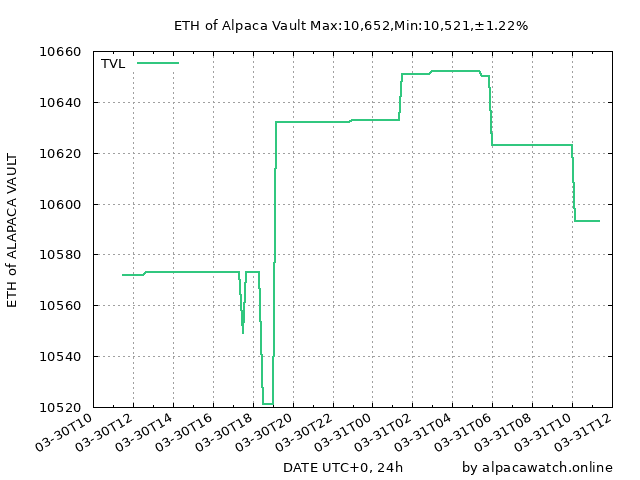 ETH of Alpaca Vault Max:10,652,Min:10,521,±1.22%
TVL
10660
10640
10620
10600
10580
10560
10540
10520
ETH of ALAPACA VAULT
03-30T10
03-30T12
03-30T14
03-30T16
03-30T18
03-30T20
03-30T22
03-31T00
03-31T02
03-31T04
03-31T06
03-31T08
03-31T10
03-31T12
DATE UTC+0, 24h
by alpacawatch.online